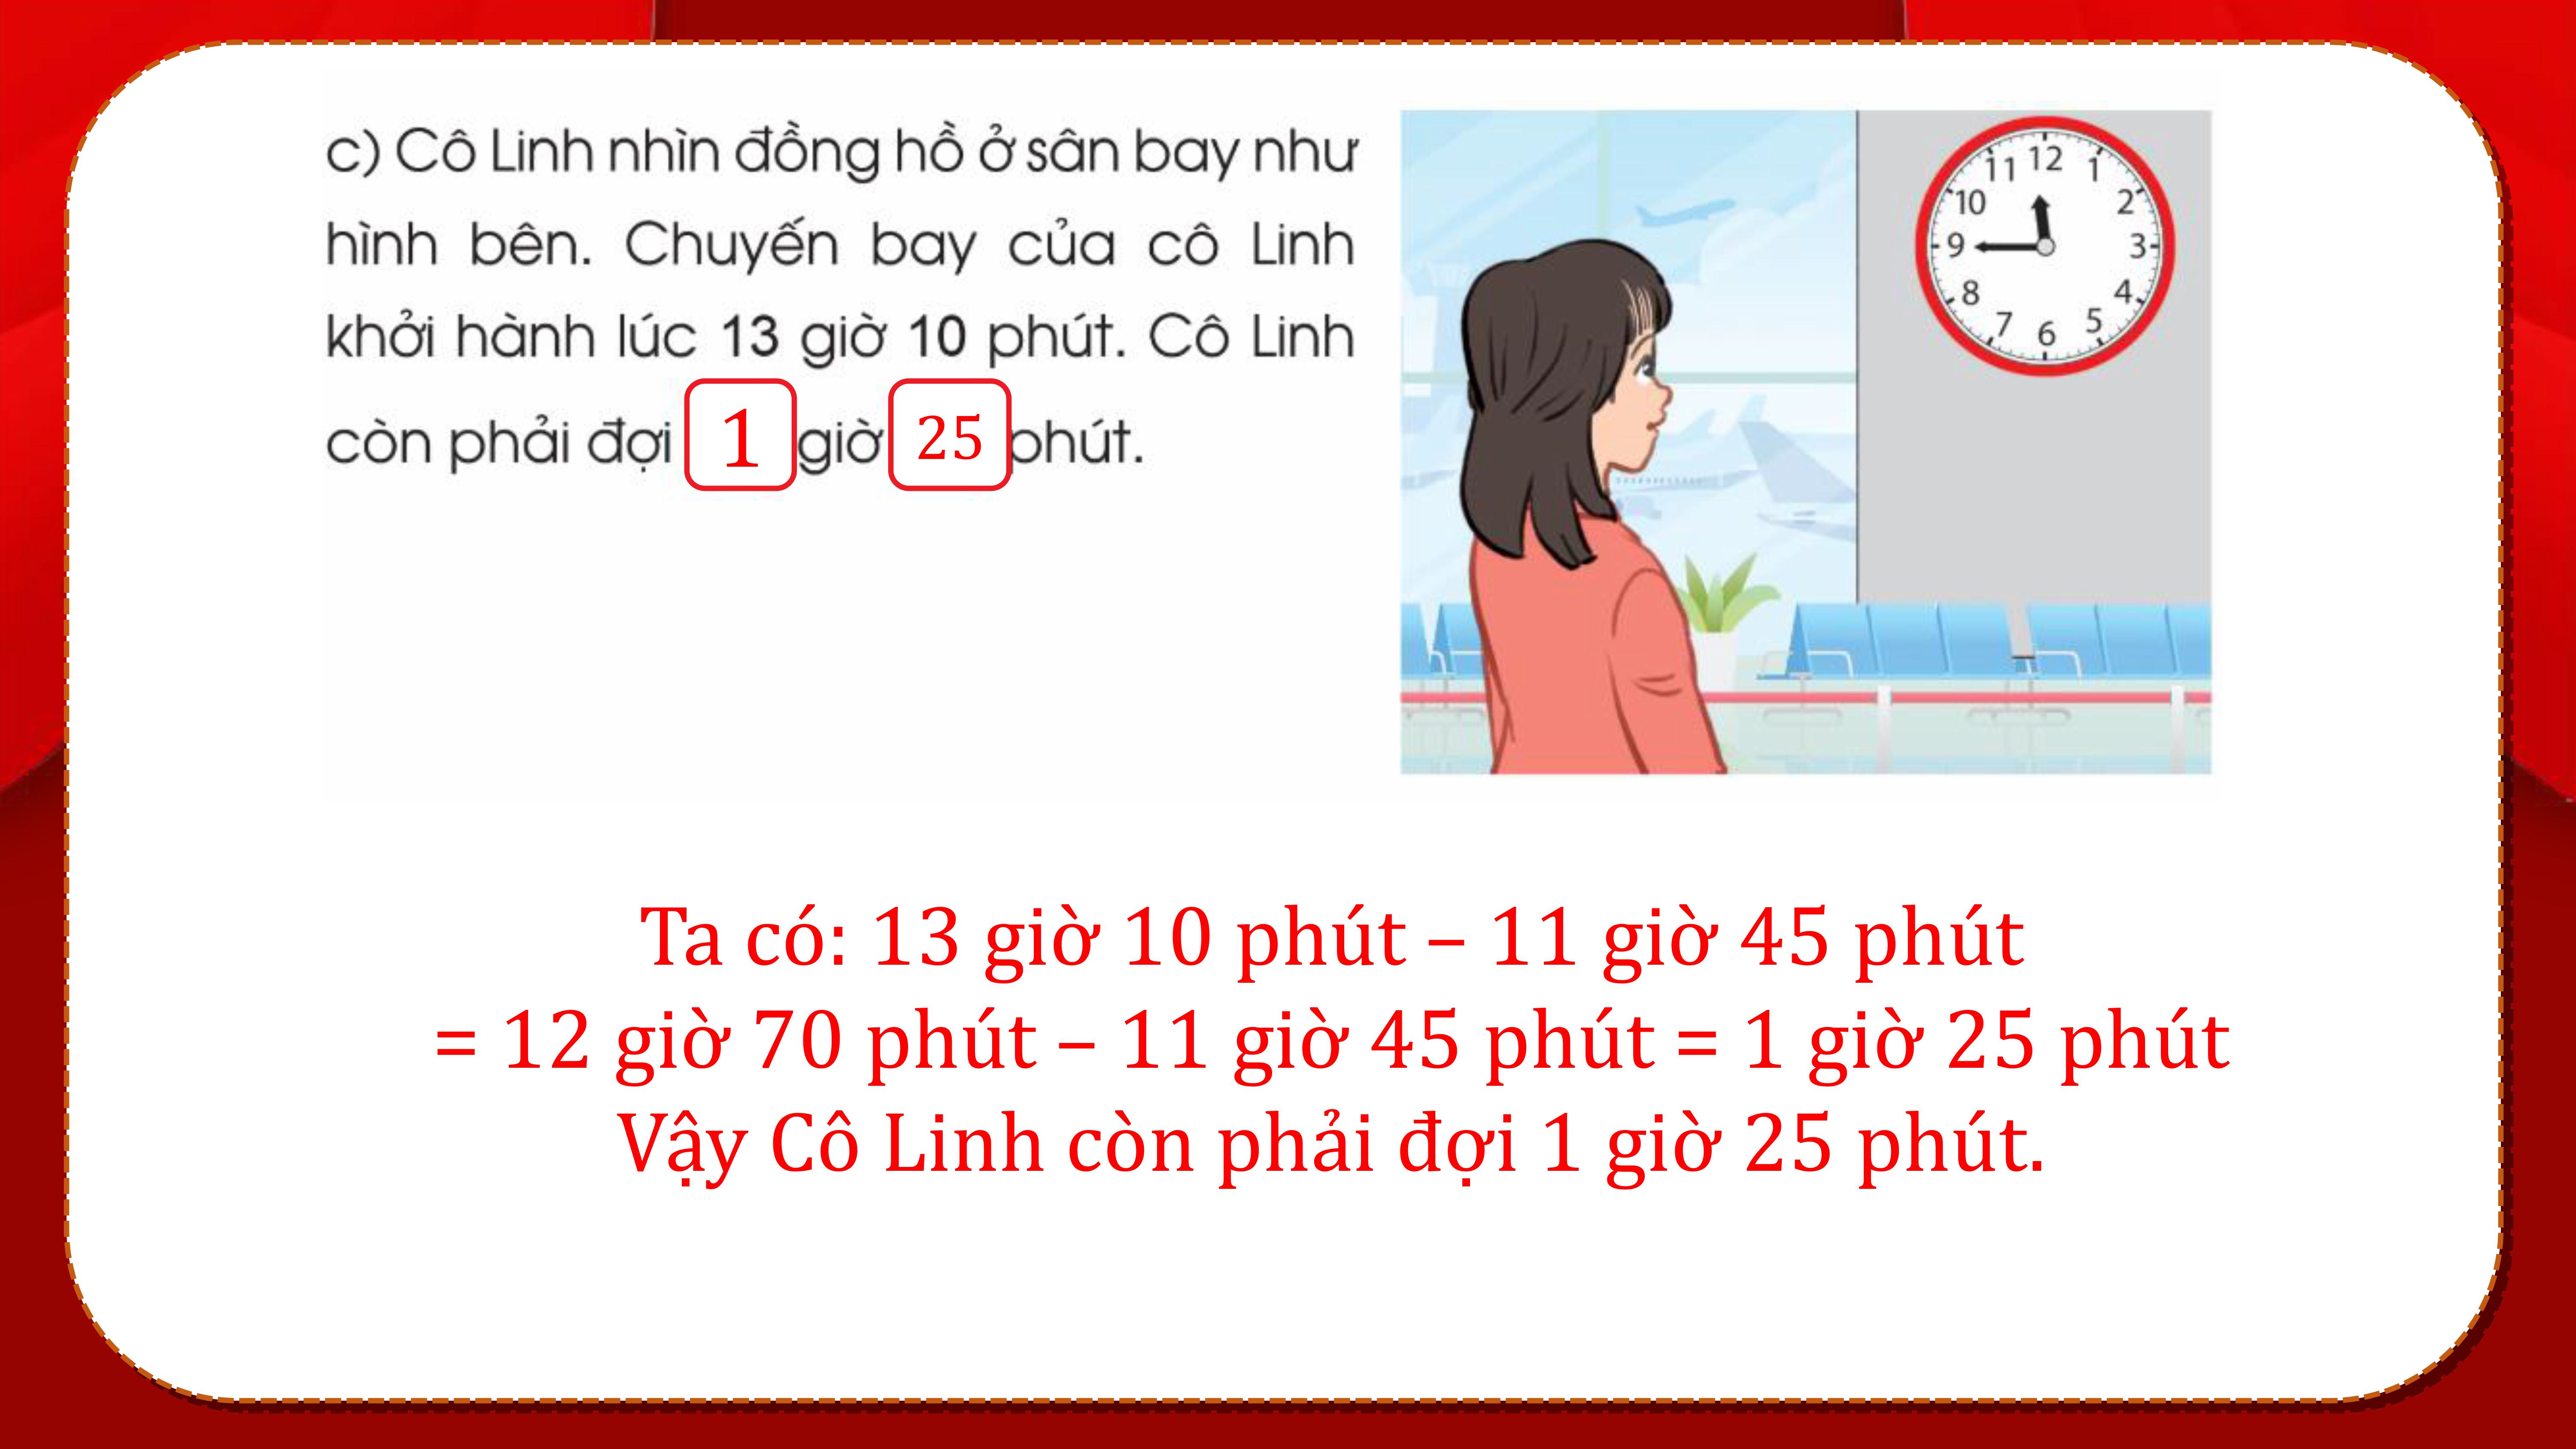 c) Cô Linh nhìn đồng hồ ở sân bay như
hình bên. Chuyến bay của cô Linh
khởi hành lúc 13 giờ 10 phút. Cô Linh
còn phải đợi 1 giờ 25 phút.
11 12 1
10 2
9 3
8 4
7 6 5
Ta có: 13 giờ 10 phút – 11 giờ 45 phút
= 12 giờ 70 phút – 11 giờ 45 phút = 1 giờ 25 phút
Vậy Cô Linh còn phải đợi 1 giờ 25 phút.